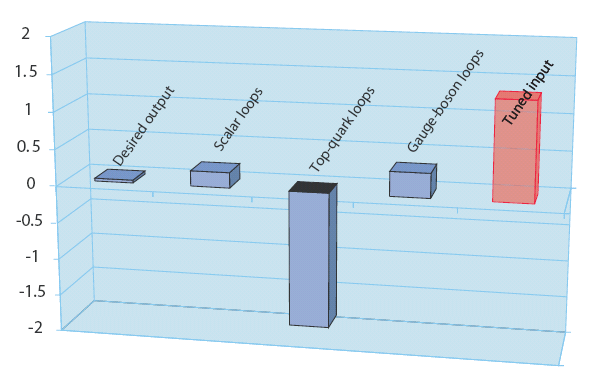 2
1.5
1
0.5
0
-0.5
-1
-1.5
-2
Desired output
Scalar loops
Top-quark loops
Gauge-boson loops
Tuned input